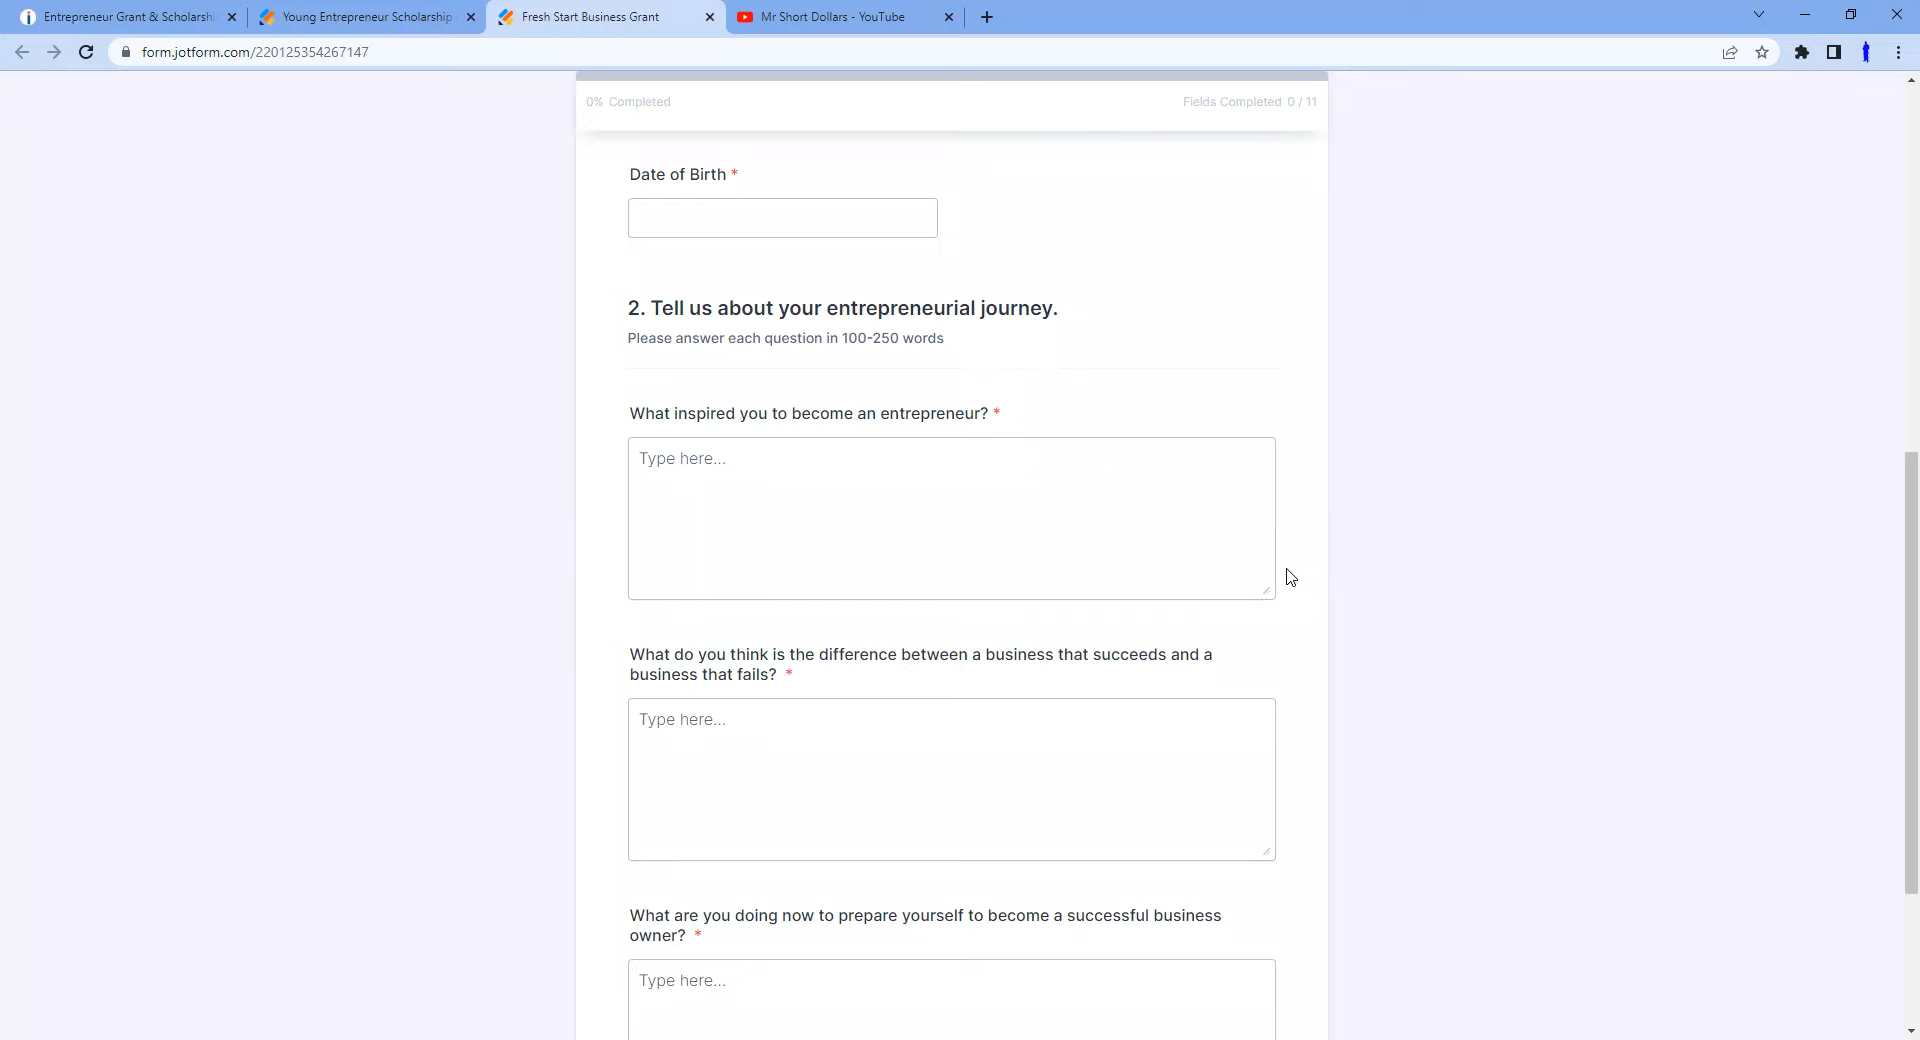 Entrepreneur Grant & Scholarsh
Young Entrepreneur Scholarship
Fresh Start Business Grant
Mr Short Dollars - YouTube
form.jotform.com/220125354267147
0% Completed
Fields Completed 0 / 11
Date of Birth *
2. Tell us about your entrepreneurial journey.
Please answer each question in 100-250 words
What inspired you to become an entrepreneur? *
Type here...
What do you think is the difference between a business that succeeds and a
business that fails? *
Type here...
What are you doing now to prepare yourself to become a successful business
owner? *
Type here...